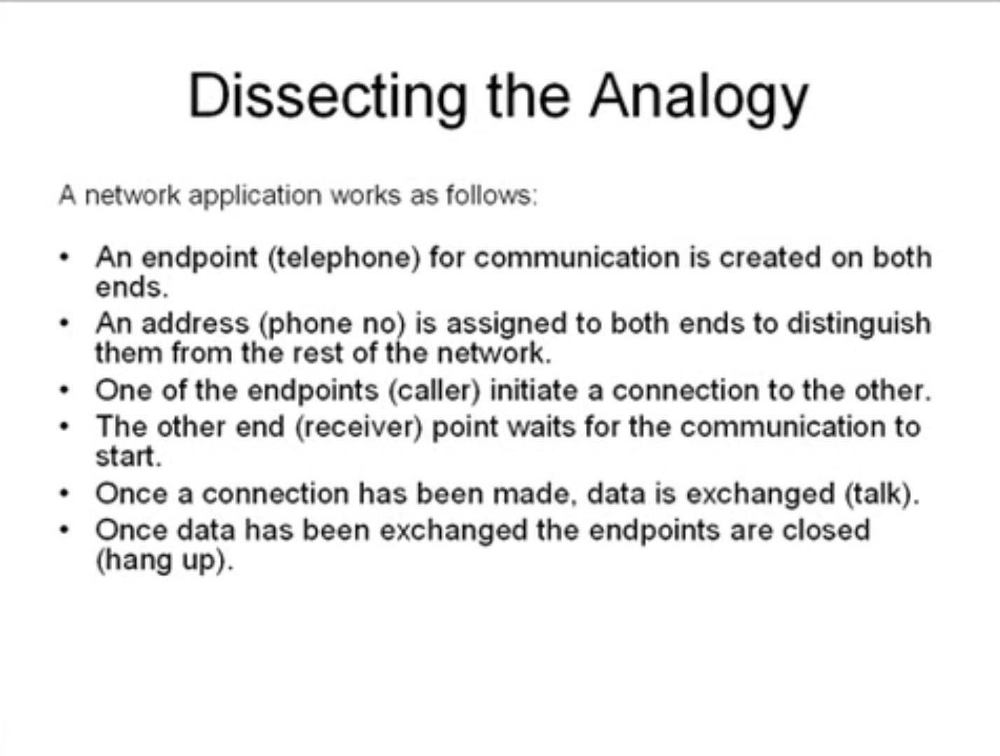 Dissecting the Analogy
A network application works as follows:
• An endpoint (telephone) for communication is created on both
ends.
• An address (phone no) is assigned to both ends to distinguish
them from the rest of the network.
• One of the endpoints (caller) initiate a connection to the other.
• The other end (receiver) point waits for the communication to
start.
• Once a connection has been made, data is exchanged (talk).
• Once data has been exchanged the endpoints are closed
(hang up).